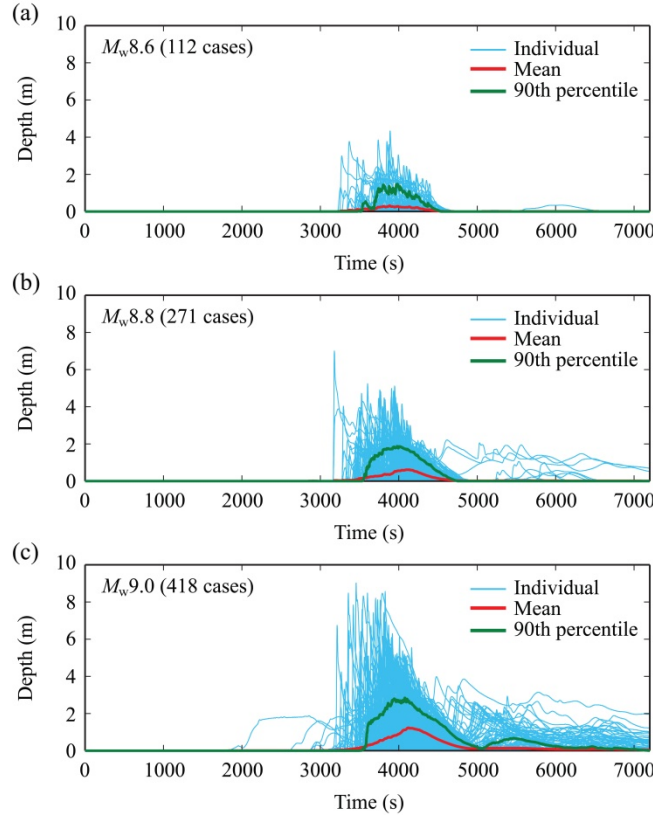 (a)
10
8
6
4
2
0
Depth (m)
Mw8.6 (112 cases)
Individual
Mean
90th percentile
0 1000 2000 3000 4000 5000 6000 7000
Time (s)
(b)
10
8
6
4
2
0
Depth (m)
Mw8.8 (271 cases)
Individual
Mean
90th percentile
0 1000 2000 3000 4000 5000 6000 7000
Time (s)
(c)
10
8
6
4
2
0
Depth (m)
Mw9.0 (418 cases)
Individual
Mean
90th percentile
0 1000 2000 3000 4000 5000 6000 7000
Time (s)